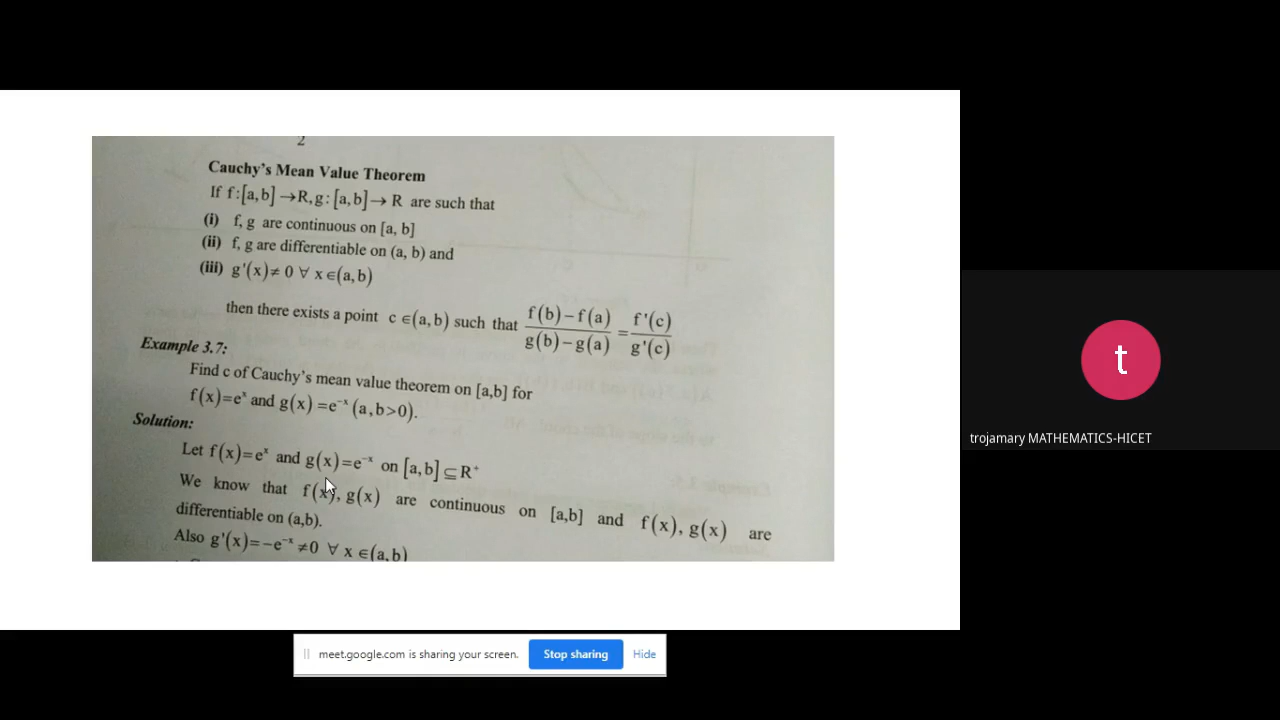 2
Cauchy's Mean Value Theorem
If f:[a,b]→R,g:[a,b]→ R are such that
(i) f, g are continuous on [a, b]
(ii) f, g are differentiable on (a, b) and
(iii) g'(x)≠ 0 ∀ x∈(a,b)
then there exists a point c ∈(a,b) such that f(b)−f(a)/g(b)−g(a) = f'(c)/g'(c)
Example 3.7:
Find c of Cauchy's mean value theorem on [a,b] for
f(x)=eˣ and g(x) =e⁻ˣ (a,b>0).
Solution:
Let f(x)=eˣ and g(x)=e⁻ˣ on [a,b]⊆R⁺
We know that f(x), g(x) are continuous on [a,b] and f(x), g(x) are
differentiable on (a,b).
Also g'(x)=−e⁻ˣ ≠0 ∀ x ∈(a,b)
t
trojamary MATHEMATICS-HICET
meet.google.com is sharing your screen.
Stop sharing
Hide